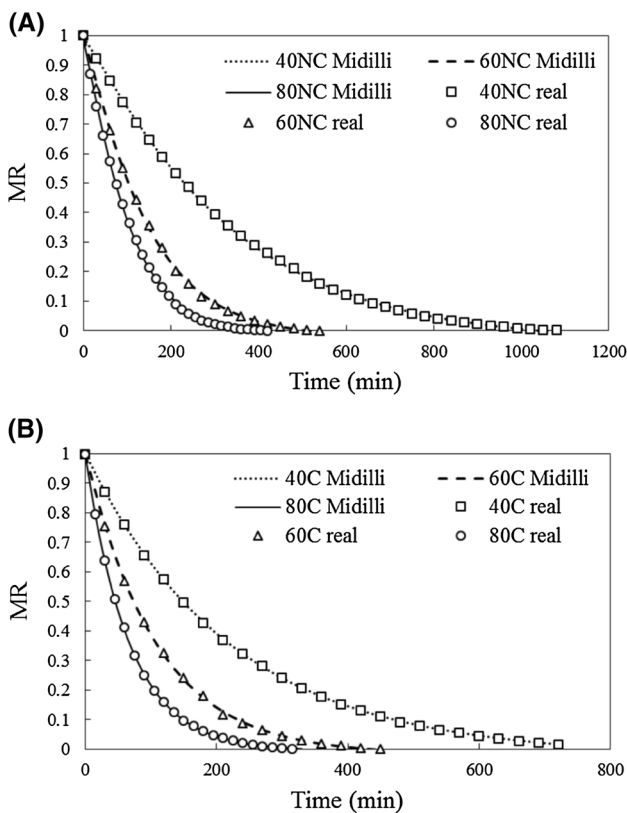 (A)
1
0.9
0.8
0.7
0.6
0.5
0.4
0.3
0.2
0.1
0
MR
40NC Midilli
60NC Midilli
80NC Midilli
40NC real
60NC real
80NC real
0 200 400 600 800 1000 1200
Time (min)
(B)
1
0.9
0.8
0.7
0.6
0.5
0.4
0.3
0.2
0.1
0
MR
40C Midilli
60C Midilli
80C Midilli
40C real
60C real
80C real
0 200 400 600 800
Time (min)